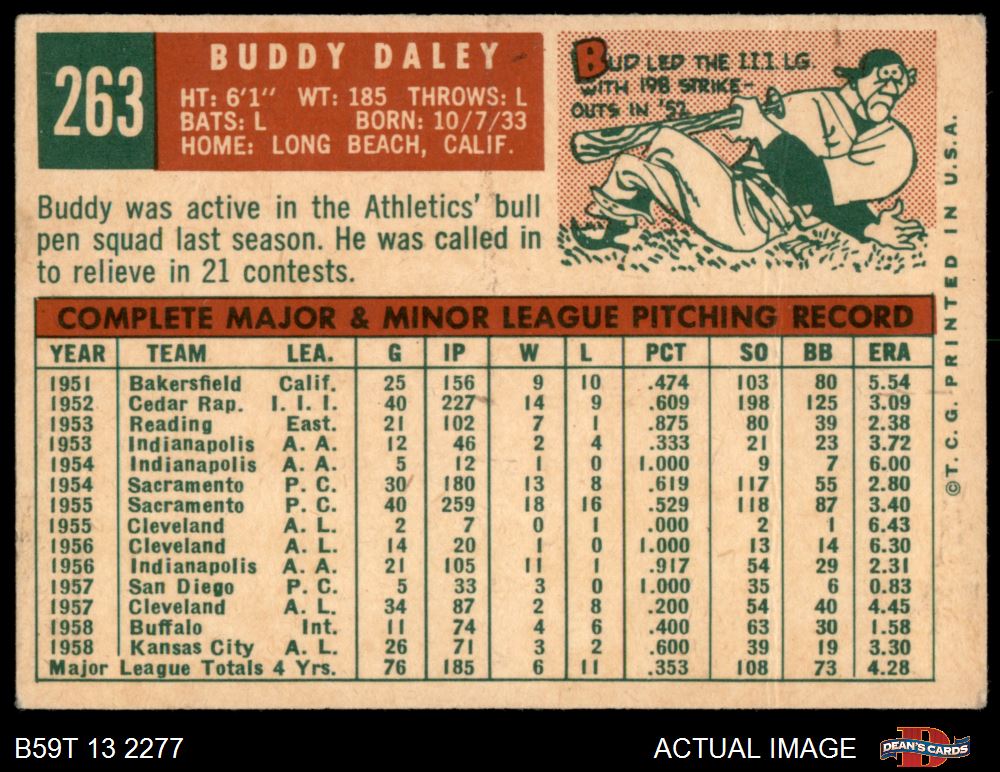 263
BUDDY DALEY
HT: 6'1" WT: 185 THROWS: L
BATS: L BORN: 10/7/33
HOME: LONG BEACH, CALIF.
BUD LED THE III LG.
WITH 198 STRIKE-
OUTS IN '52.
Buddy was active in the Athletics' bull
pen squad last season. He was called in
to relieve in 21 contests.
COMPLETE MAJOR & MINOR LEAGUE PITCHING RECORD
YEAR TEAM LEA. G IP W L PCT SO BB ERA
1951 Bakersfield Calif. 25 156 9 10 .474 103 80 5.54
1952 Cedar Rap. I. I. I. 40 227 14 9 .609 198 125 3.09
1953 Reading East. 21 102 7 1 .875 80 39 2.38
1953 Indianapolis A. A. 12 46 2 4 .333 21 23 3.72
1954 Indianapolis A. A. 5 12 1 0 1.000 9 7 6.00
1954 Sacramento P. C. 30 180 13 8 .619 117 55 2.80
1955 Sacramento P. C. 40 259 18 16 .529 118 87 3.40
1955 Cleveland A. L. 2 7 0 1 .000 2 1 6.43
1956 Cleveland A. L. 14 20 1 0 1.000 13 14 6.30
1956 Indianapolis A. A. 21 105 11 1 .917 54 29 2.31
1957 San Diego P. C. 5 33 3 0 1.000 35 6 0.83
1957 Cleveland A. L. 34 87 2 8 .200 54 40 4.45
1958 Buffalo Int. 11 74 4 6 .400 63 30 1.58
1958 Kansas City A. L. 26 71 3 2 .600 39 19 3.30
Major League Totals 4 Yrs. 76 185 6 11 .353 108 73 4.28
© T. C. G. PRINTED IN U.S.A.
B59T 13 2277
ACTUAL IMAGE
DEAN'S CARDS